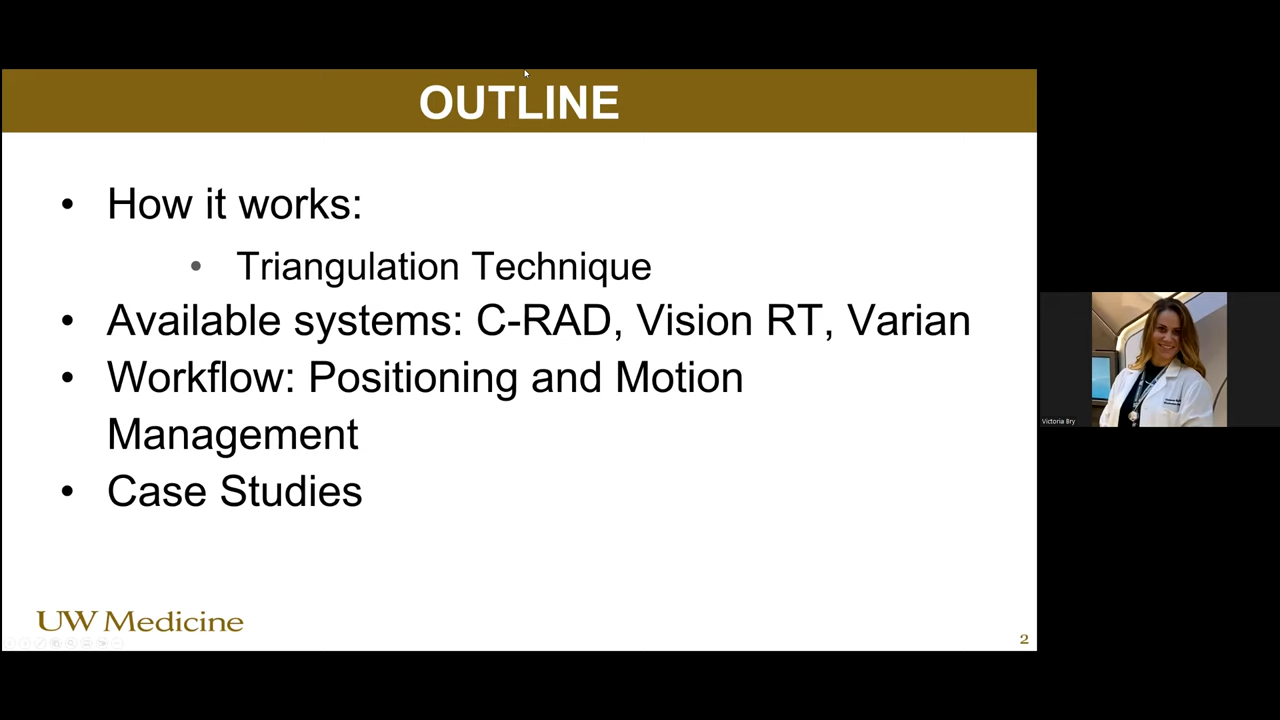 OUTLINE
• How it works:
• Triangulation Technique
• Available systems: C-RAD, Vision RT, Varian
• Workflow: Positioning and Motion
Management
• Case Studies
UW Medicine
2
Victoria Bry